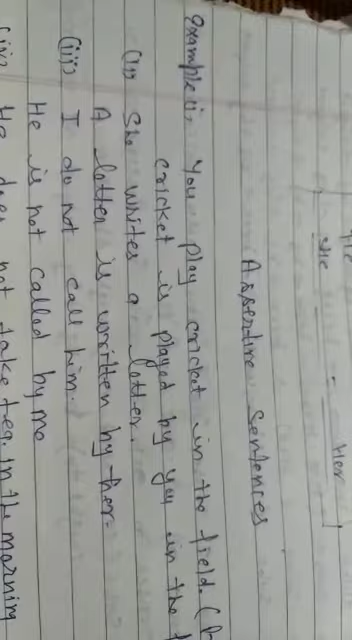 she
her
Assertive Sentences
Example (i), You play cricket in the field. (
cricket is played by you in the
(ii) She writes a letter.
A letter is written by her.
(iii) I do not call him.
He is not called by me
He does not take tea. in the morning